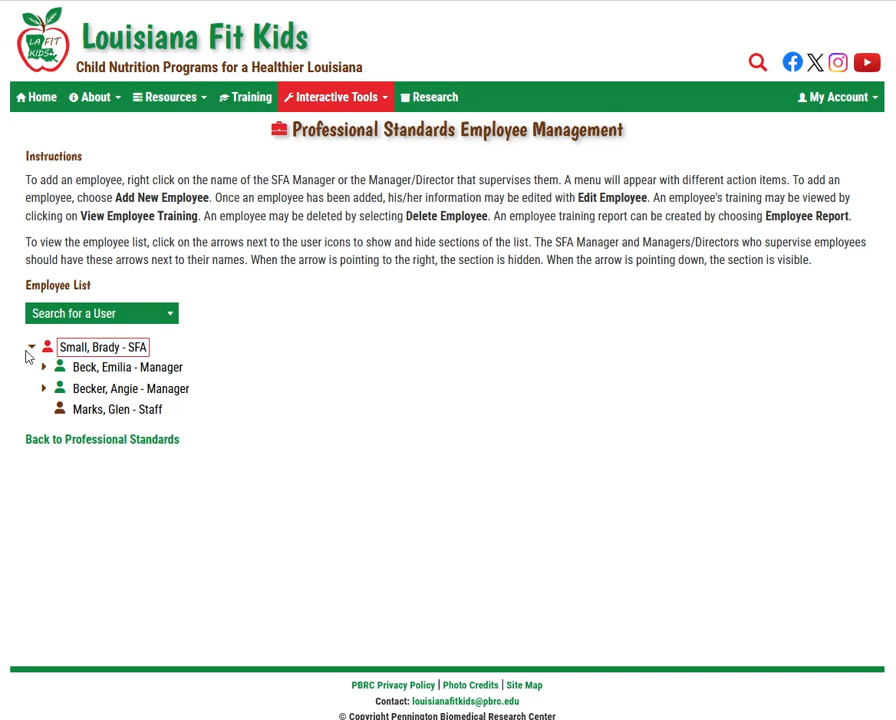 LA FIT KIDS
Louisiana Fit Kids
Child Nutrition Programs for a Healthier Louisiana
Home About Resources Training Interactive Tools Research My Account
Professional Standards Employee Management
Instructions
To add an employee, right click on the name of the SFA Manager or the Manager/Director that supervises them. A menu will appear with different action items. To add an
employee, choose Add New Employee. Once an employee has been added, his/her information may be edited with Edit Employee. An employee's training may be viewed by
clicking on View Employee Training. An employee may be deleted by selecting Delete Employee. An employee training report can be created by choosing Employee Report.
To view the employee list, click on the arrows next to the user icons to show and hide sections of the list. The SFA Manager and Managers/Directors who supervise employees
should have these arrows next to their names. When the arrow is pointing to the right, the section is hidden. When the arrow is pointing down, the section is visible.
Employee List
Search for a User
Small, Brady - SFA
Beck, Emilia - Manager
Becker, Angie - Manager
Marks, Glen - Staff
Back to Professional Standards
PBRC Privacy Policy | Photo Credits | Site Map
Contact: louisianafitkids@pbrc.edu
© Copyright Pennington Biomedical Research Center